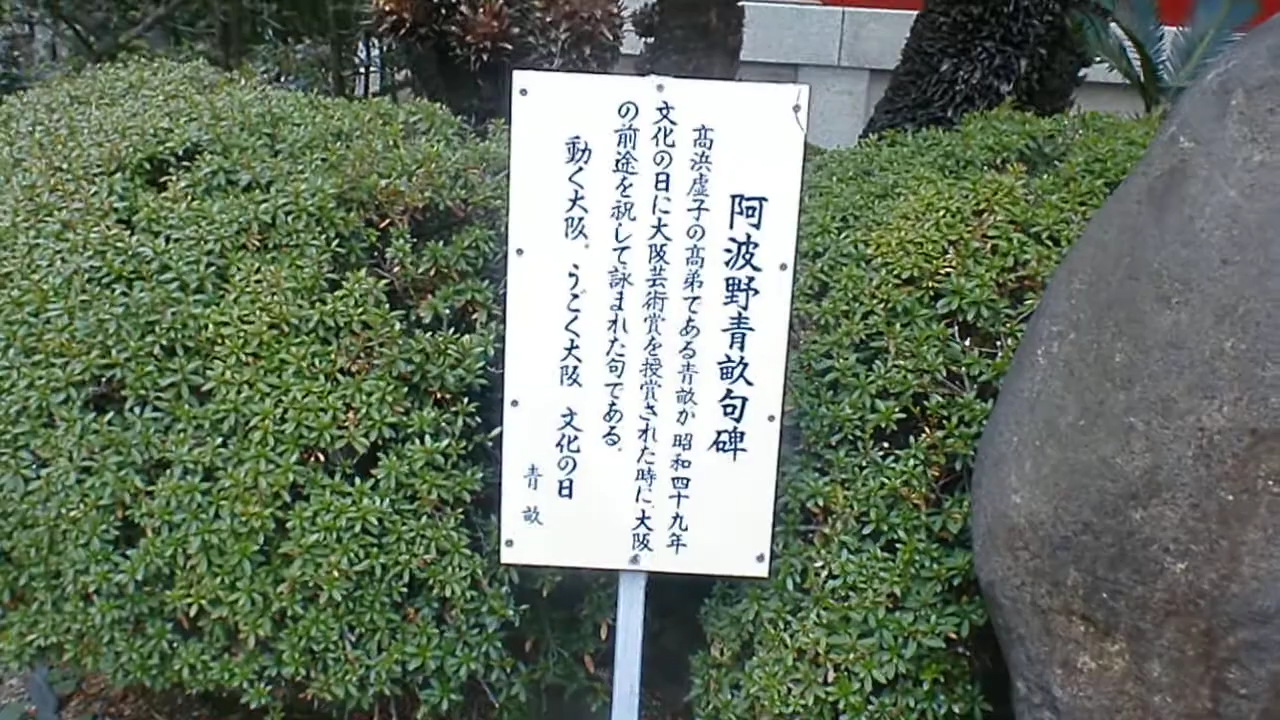 阿波野青畝句碑
高浜虚子の高弟である青畝が昭和四十九年
文化の日に大阪芸術賞を授賞された時に、大阪
の前途を祝して詠まれた句である。
動く大阪 うごく大阪 文化の日
青畝